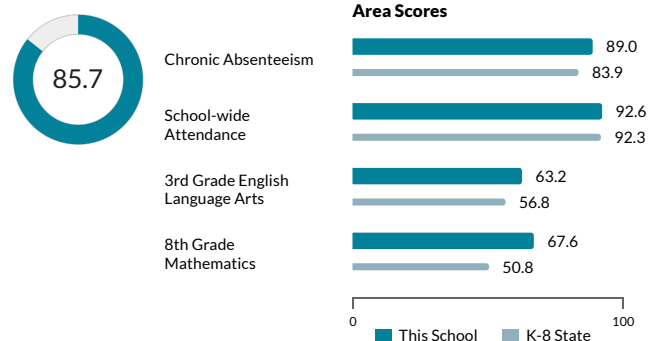 Area Scores
85.7
Chronic Absenteeism
89.0
83.9
School-wide
Attendance
92.6
92.3
3rd Grade English
Language Arts
63.2
56.8
8th Grade
Mathematics
67.6
50.8
0
100
This School
K-8 State